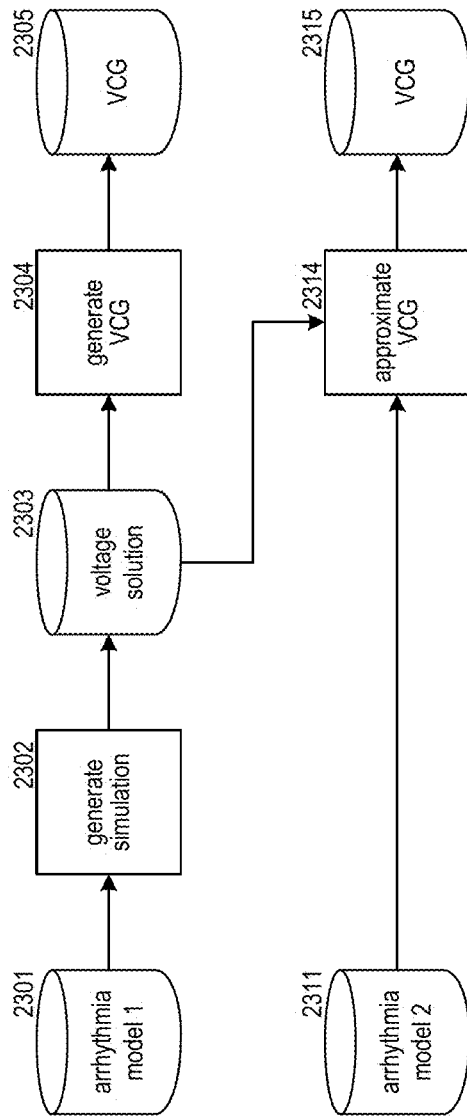 2301
arrhythmia
model 1
2302
generate
simulation
2303
voltage
solution
2304
generate
VCG
2305
VCG
2311
arrhythmia
model 2
2314
approximate
VCG
2315
VCG